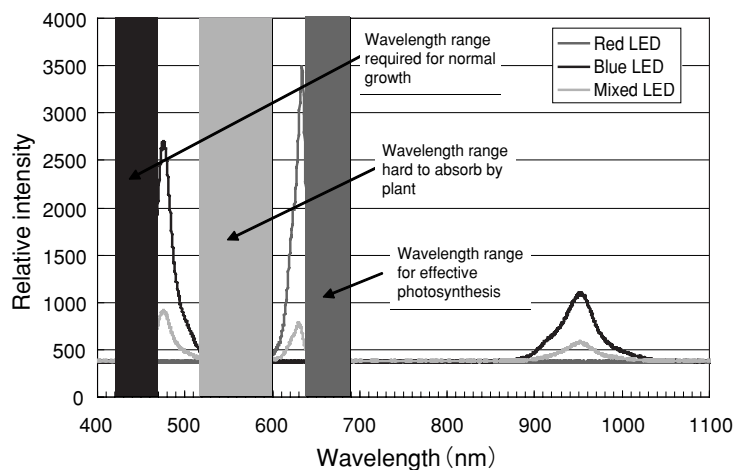 4000
3500
3000
2500
2000
1500
1000
500
0
Relative intensity
400 500 600 700 800 900 1000 1100
Wavelength (nm)
Wavelength range
required for normal
growth
Wavelength range
hard to absorb by
plant
Wavelength range
for effective
photosynthesis
Red LED
Blue LED
Mixed LED